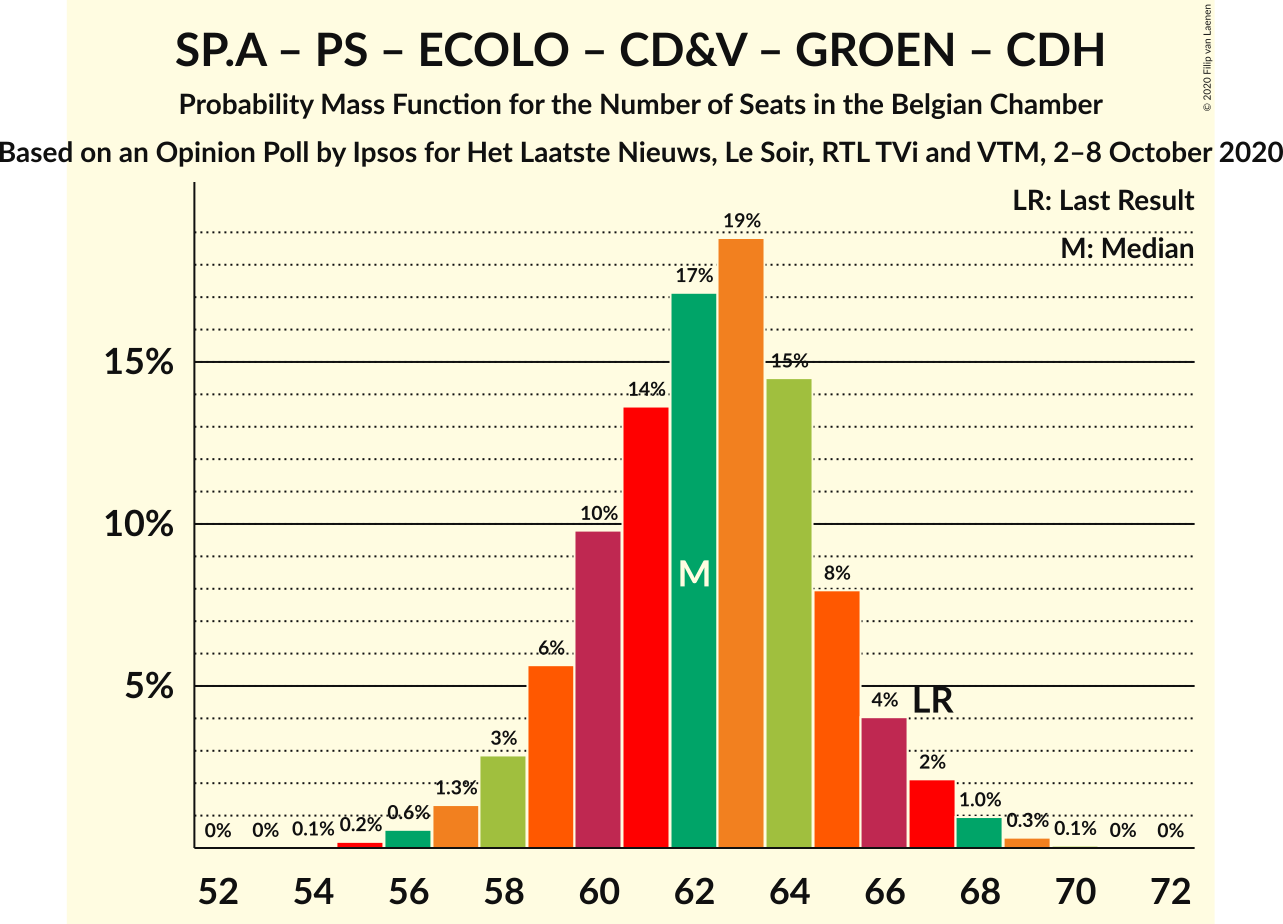 SP.A – PS – ECOLO – CD&V – GROEN – CDH
Probability Mass Function for the Number of Seats in the Belgian Chamber
Based on an Opinion Poll by Ipsos for Het Laatste Nieuws, Le Soir, RTL TVi and VTM, 2–8 October 2020
© 2020 Filip van Laenen
LR: Last Result
M: Median
15%
10%
5%
0% 0% 0.1% 0.2% 0.6% 1.3% 3% 6% 10% 14% 17% 19% 15% 8% 4% 2% 1.0% 0.3% 0.1% 0% 0%
M
LR
52 54 56 58 60 62 64 66 68 70 72